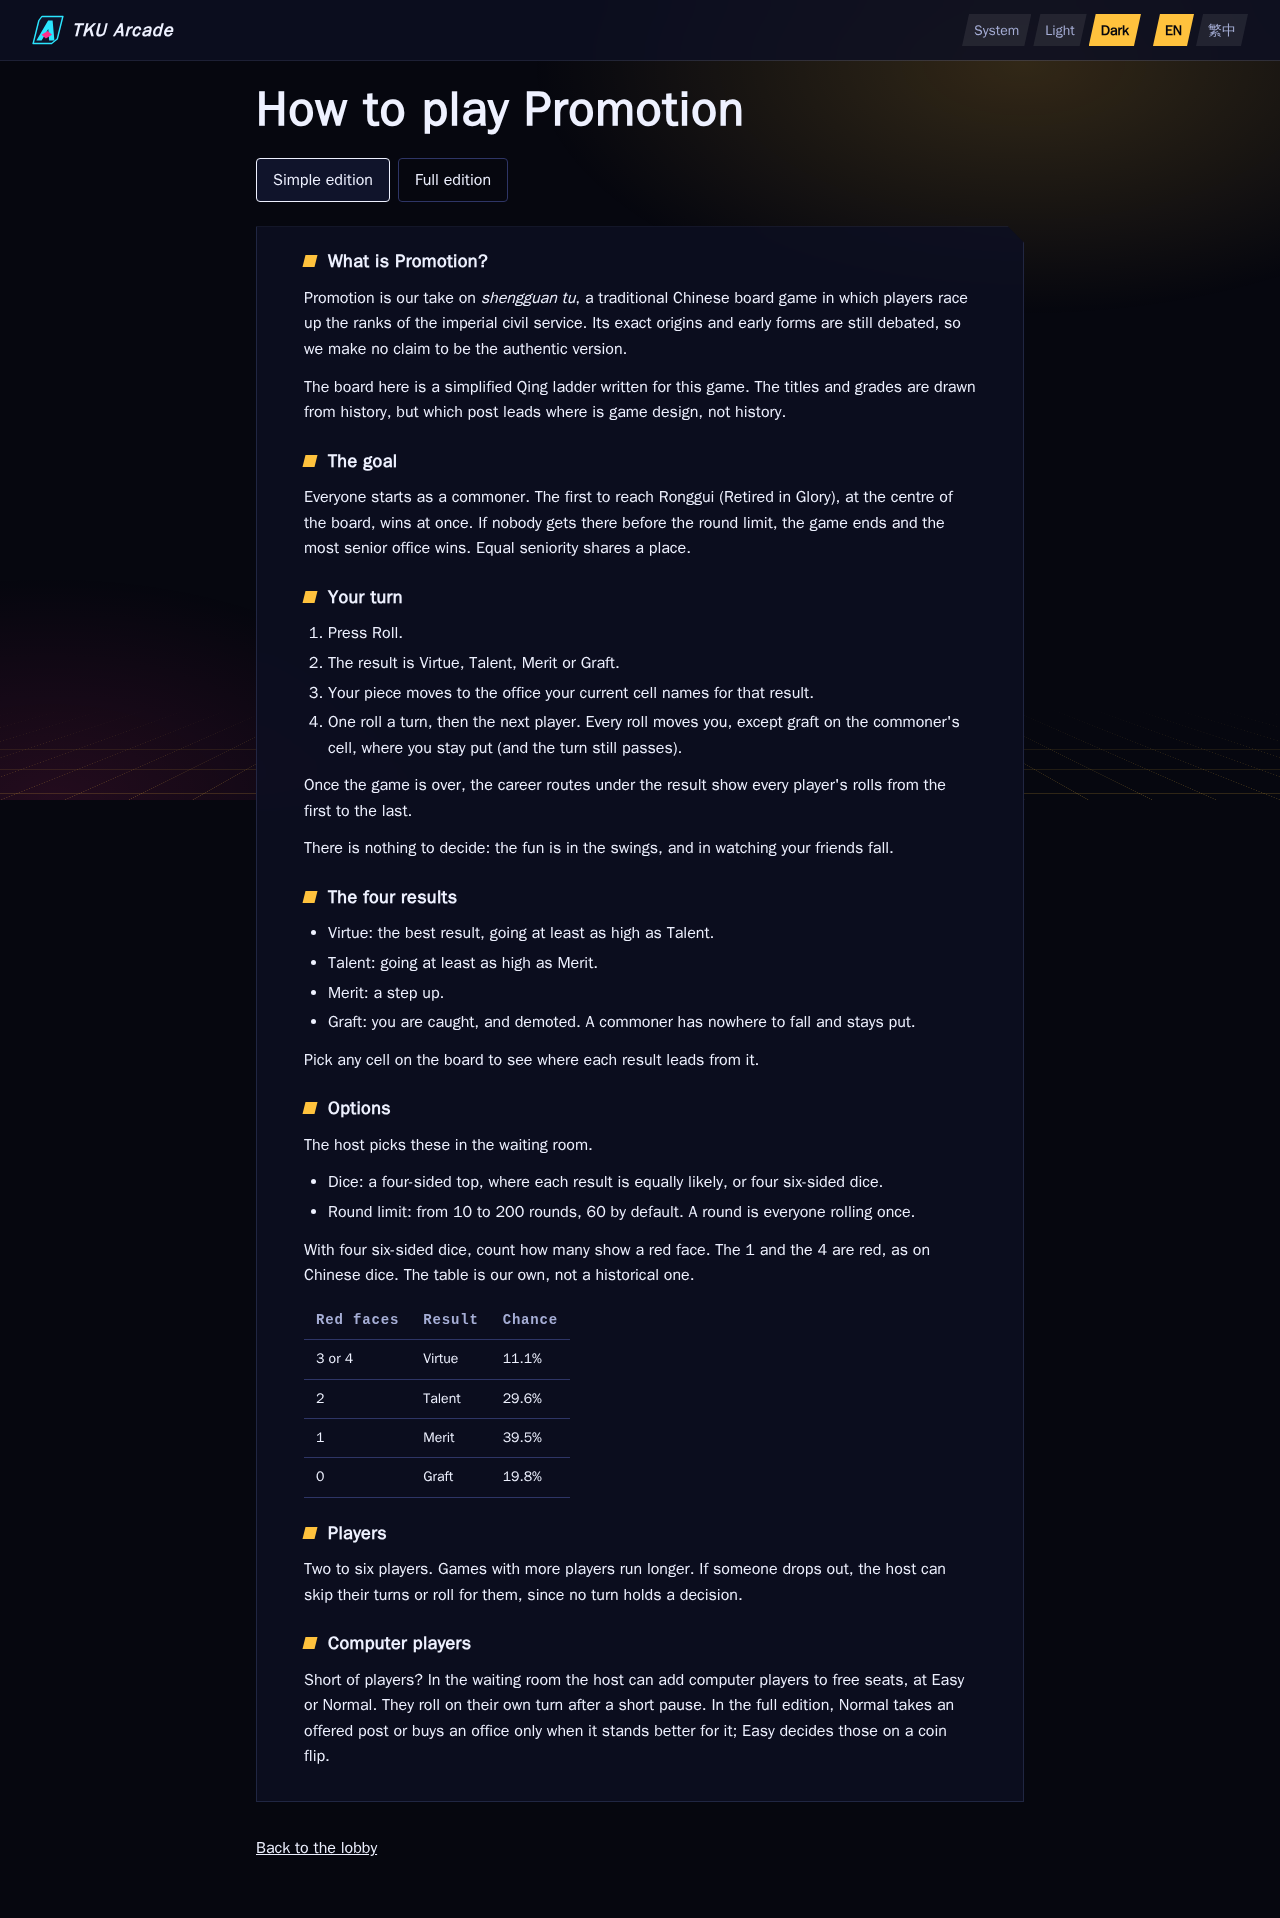 TKU Arcade
System Light Dark EN 繁中
How to play Promotion
Simple edition Full edition
What is Promotion?
Promotion is our take on shengguan tu, a traditional Chinese board game in which players race
up the ranks of the imperial civil service. Its exact origins and early forms are still debated, so
we make no claim to be the authentic version.
The board here is a simplified Qing ladder written for this game. The titles and grades are drawn
from history, but which post leads where is game design, not history.
The goal
Everyone starts as a commoner. The first to reach Ronggui (Retired in Glory), at the centre of
the board, wins at once. If nobody gets there before the round limit, the game ends and the
most senior office wins. Equal seniority shares a place.
Your turn
1. Press Roll.
2. The result is Virtue, Talent, Merit or Graft.
3. Your piece moves to the office your current cell names for that result.
4. One roll a turn, then the next player. Every roll moves you, except graft on the commoner's
cell, where you stay put (and the turn still passes).
Once the game is over, the career routes under the result show every player's rolls from the
first to the last.
There is nothing to decide: the fun is in the swings, and in watching your friends fall.
The four results
• Virtue: the best result, going at least as high as Talent.
• Talent: going at least as high as Merit.
• Merit: a step up.
• Graft: you are caught, and demoted. A commoner has nowhere to fall and stays put.
Pick any cell on the board to see where each result leads from it.
Options
The host picks these in the waiting room.
• Dice: a four-sided top, where each result is equally likely, or four six-sided dice.
• Round limit: from 10 to 200 rounds, 60 by default. A round is everyone rolling once.
With four six-sided dice, count how many show a red face. The 1 and the 4 are red, as on
Chinese dice. The table is our own, not a historical one.
Red faces Result Chance
3 or 4 Virtue 11.1%
2 Talent 29.6%
1 Merit 39.5%
0 Graft 19.8%
Players
Two to six players. Games with more players run longer. If someone drops out, the host can
skip their turns or roll for them, since no turn holds a decision.
Computer players
Short of players? In the waiting room the host can add computer players to free seats, at Easy
or Normal. They roll on their own turn after a short pause. In the full edition, Normal takes an
offered post or buys an office only when it stands better for it; Easy decides those on a coin
flip.
Back to the lobby